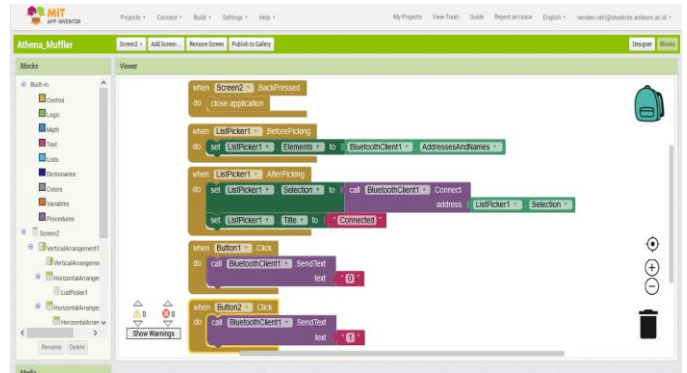 MIT
APP INVENTOR
Projects Connect Build Settings Help My Projects View Trash Guide Report an Issue English
Athena_Muffler Screen2 Add Screen ... Remove Screen Publish to Gallery Designer Blocks
Blocks Viewer
Built-in
Control
Logic
Math
Text
Lists
Dictionaries
Colors
Variables
Procedures
Screen2
VerticalArrangement1
VerticalArrangeme
HorizontalArranger
ListPicker1
HorizontalArranger
HorizontalArran
Rename Delete
Media
when Screen2 .BackPressed
do close application
when ListPicker1 .BeforePicking
do set ListPicker1 . Elements to BluetoothClient1 . AddressesAndNames
when ListPicker1 .AfterPicking
do set ListPicker1 . Selection to call BluetoothClient1 .Connect
address ListPicker1 . Selection
set ListPicker1 . Title to " Connected "
when Button1 .Click
do call BluetoothClient1 .SendText
text " 0 "
when Button2 .Click
do call BluetoothClient1 .SendText
text " 1 "
0 0
Show Warnings